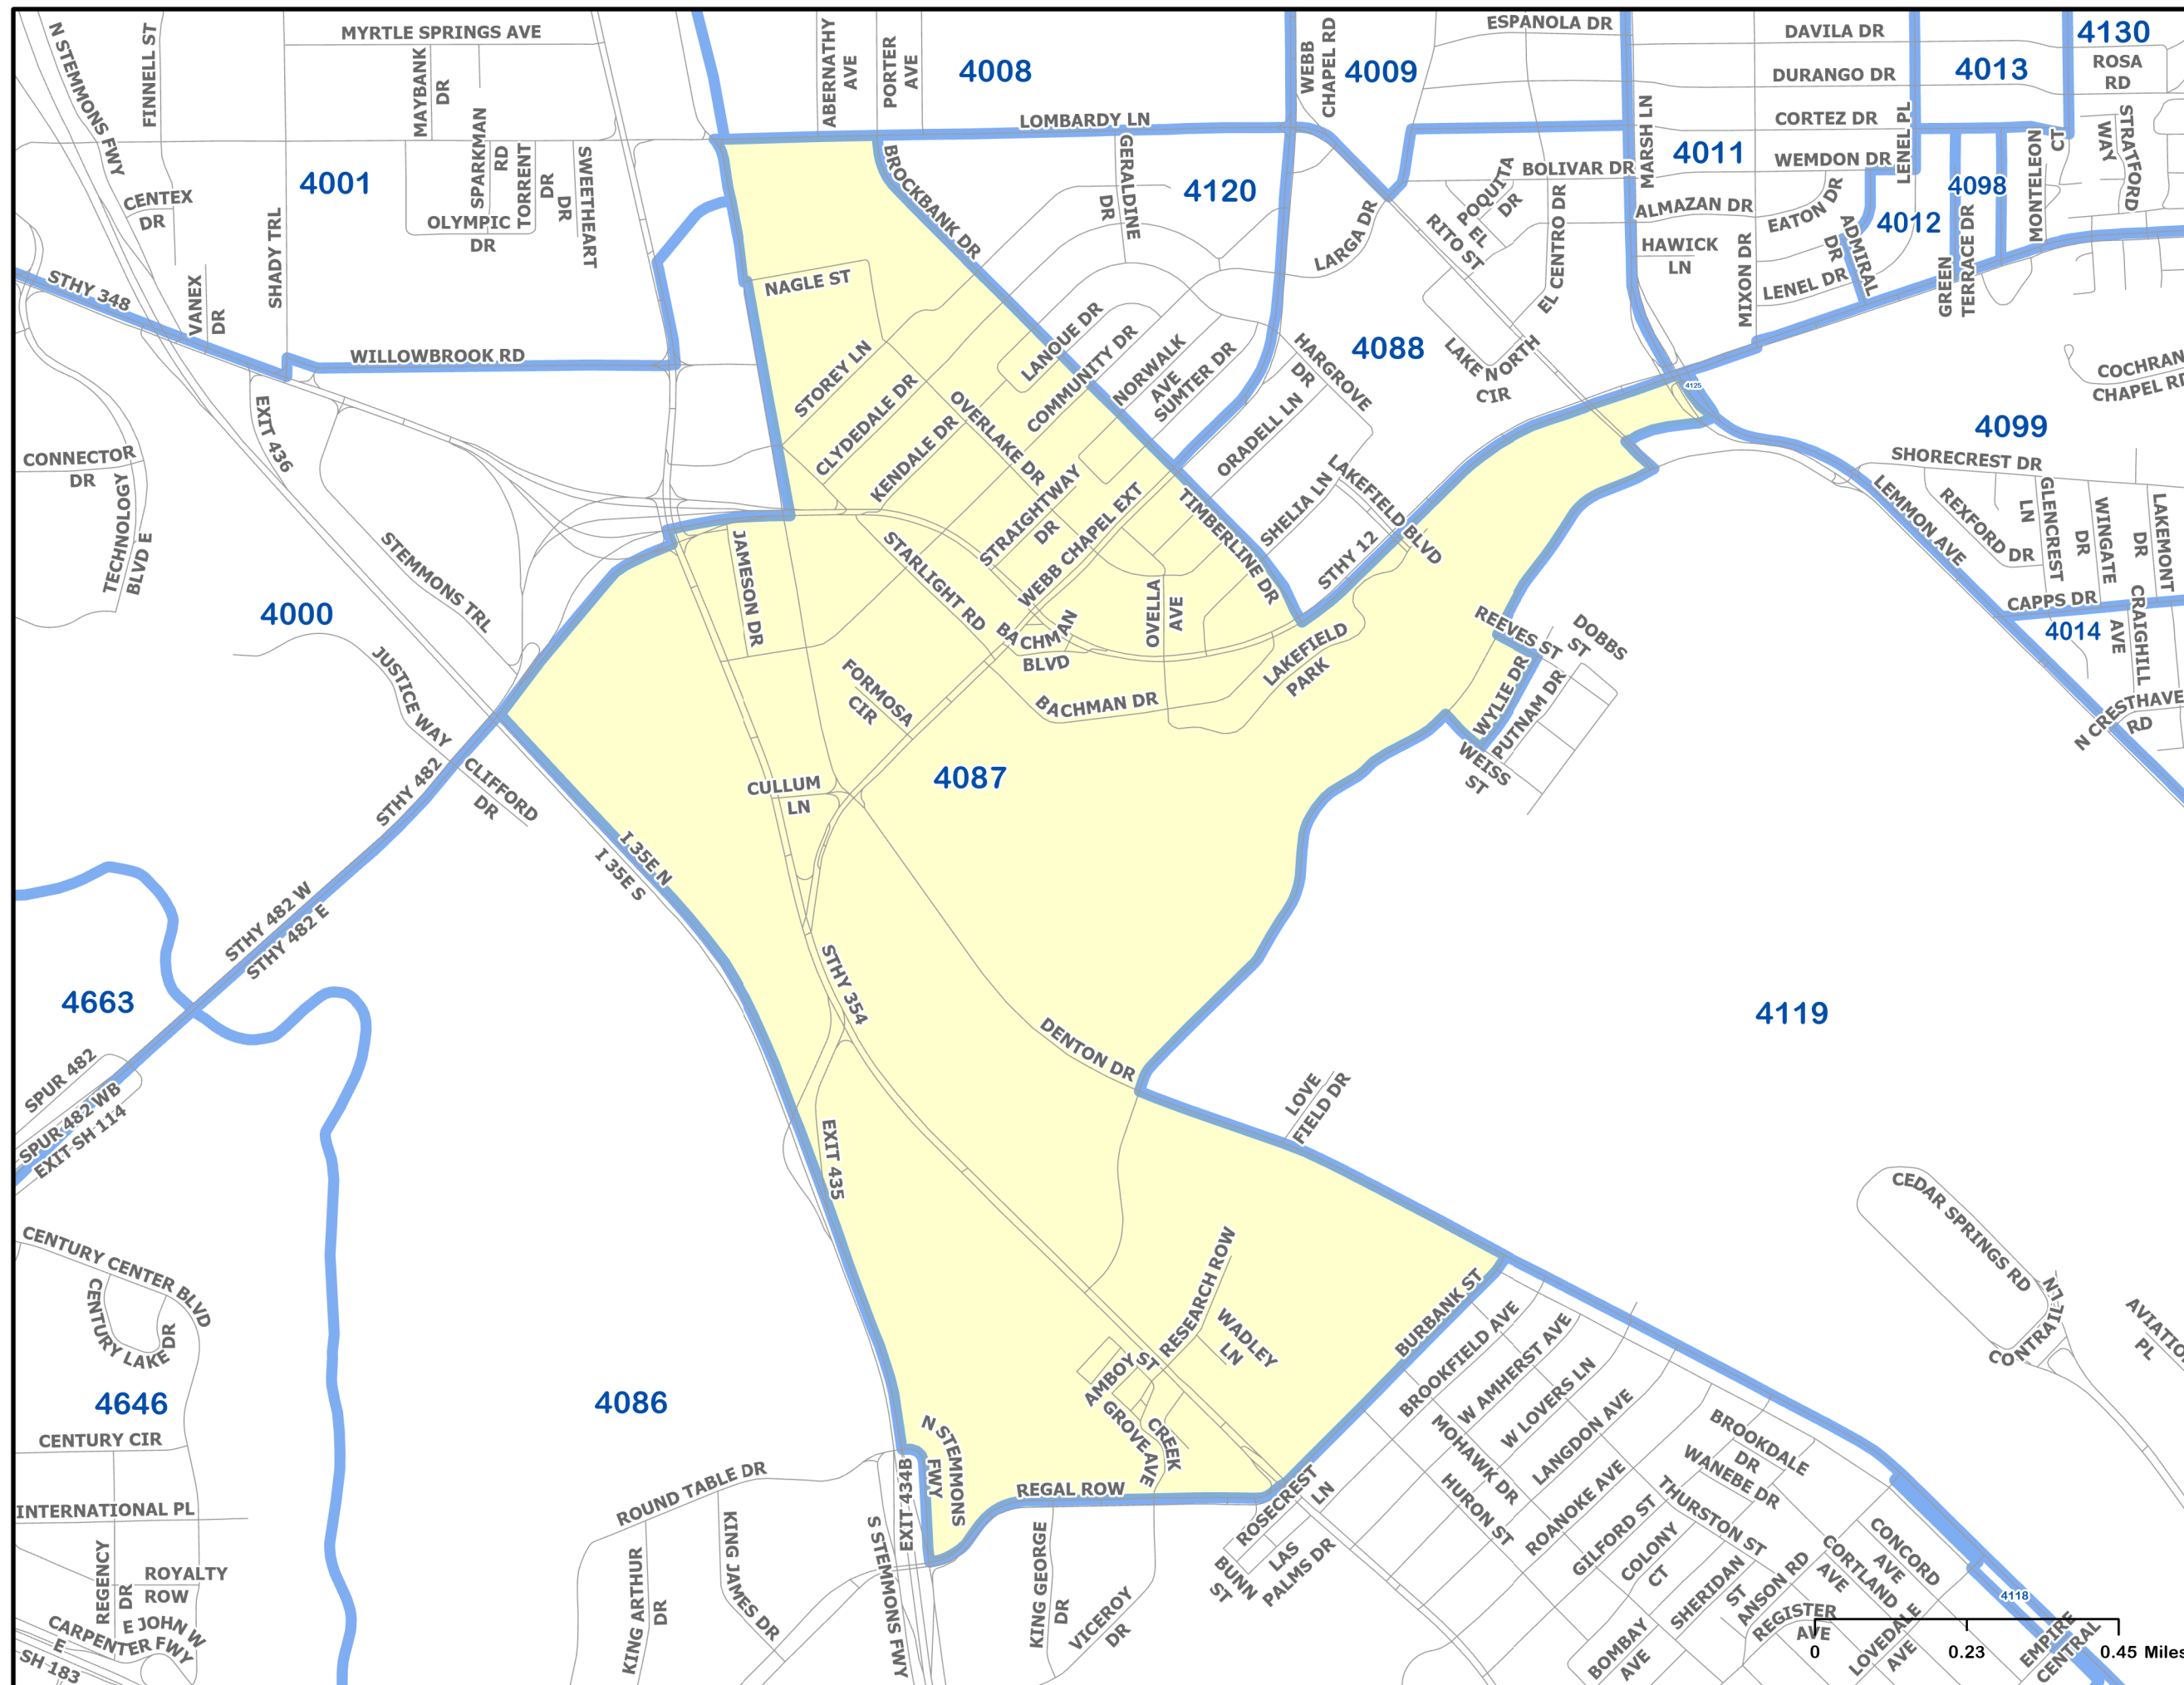 N STEMMONS FWY
FINNELL ST
MYRTLE SPRINGS AVE
MAYBANK
DR
SPARKMAN
RD
TORRENT
DR
SWEETHEART
DR
OLYMPIC
DR
CENTEX
DR
4001
SHADY TRL
VANEX
DR
STHY 348
WILLOWBROOK RD
ABERNATHY
AVE
PORTER
AVE
4008
LOMBARDY LN
WEBB
CHAPEL RD
4009
ESPANOLA DR
DAVILA DR
DURANGO DR
CORTEZ DR
WEMDON DR
4013
4130
ROSA
RD
STRATFORD
WAY
MONTELEON
CT
LENEL PL
4011
MARSH LN
BOLIVAR DR
ALMAZAN DR
HAWICK
LN
EATON DR
MIXON DR
LENEL DR
ADMIRAL
DR
4012
4098
GREEN
TERRACE DR
BROCKBANK DR
GERALDINE
DR
4120
LARGA DR
POQUITA
DR
P EL
RITO ST
EL CENTRO DR
NAGLE ST
STOREY LN
CLYDEDALE DR
KENDALE DR
OVERLAKE DR
LANOUE DR
COMMUNITY DR
NORWALK
AVE
SUMTER DR
HARGROVE
DR
4088
LAKE NORTH
CIR
4125
COCHRAN
CHAPEL RD
4099
SHORECREST DR
LEMMON AVE
REXFORD
DR
GLENCREST
LN
WINGATE
DR
LAKEMONT
DR
CAPPS DR
4014
CRAIGHILL
AVE
N CRESTHAVE
RD
CONNECTOR
DR
TECHNOLOGY
BLVD E
EXIT 436
4000
STEMMONS TRL
JUSTICE WAY
CLIFFORD
DR
STHY 482
STHY 482 W
STHY 482 E
I 35E N
I 35E S
JAMESON DR
STARLIGHT RD
STRAIGHTWAY
DR
WEBB CHAPEL EXT
ORADELL LN
SHELIA LN
LAKEFIELD BLVD
TIMBERLINE DR
STHY 12
OVELLA
AVE
BACHMAN
BLVD
BACHMAN DR
LAKEFIELD
PARK
FORMOSA
CIR
CULLUM
LN
4087
REEVES ST
DOBBS
ST
WYLIE DR
PUTNAM DR
WEISS
ST
4663
SPUR 482
SPUR 482 WB
EXIT SH 114
STHY 354
DENTON DR
LOVE
FIELD DR
4119
EXIT 435
CENTURY CENTER BLVD
CENTURY LAKE
DR
4646
CENTURY CIR
INTERNATIONAL PL
REGENCY
DR
ROYALTY
ROW
E JOHN W
CARPENTER FWY
E
SH 183
4086
ROUND TABLE DR
KING ARTHUR
DR
KING JAMES DR
S STEMMONS FWY
EXIT 434B
N STEMMONS
FWY
REGAL ROW
KING GEORGE
DR
VICEROY
DR
AMBOY ST
GROVE AVE
CREEK
RESEARCH ROW
WADLEY
LN
BURBANK ST
BROOKFIELD AVE
W AMHERST AVE
W LOVERS LN
LANGDON AVE
MOHAWK DR
HURON ST
ROSECREST
LN
BUNN
ST
LAS
PALMS DR
ROANOKE AVE
GILFORD ST
COLONY
CT
THURSTON ST
WANEBE DR
BROOKDALE
DR
SHERIDAN
ST
ANSON RD
REGISTER
AVE
BOMBAY
AVE
CORTLAND
AVE
CONCORD
AVE
LOVEDALE
AVE
4118
EMPIRE
CENTRAL
CEDAR SPRINGS RD
CONTRAIL LN
AVIATIO
PL
0 0.23 0.45 Miles